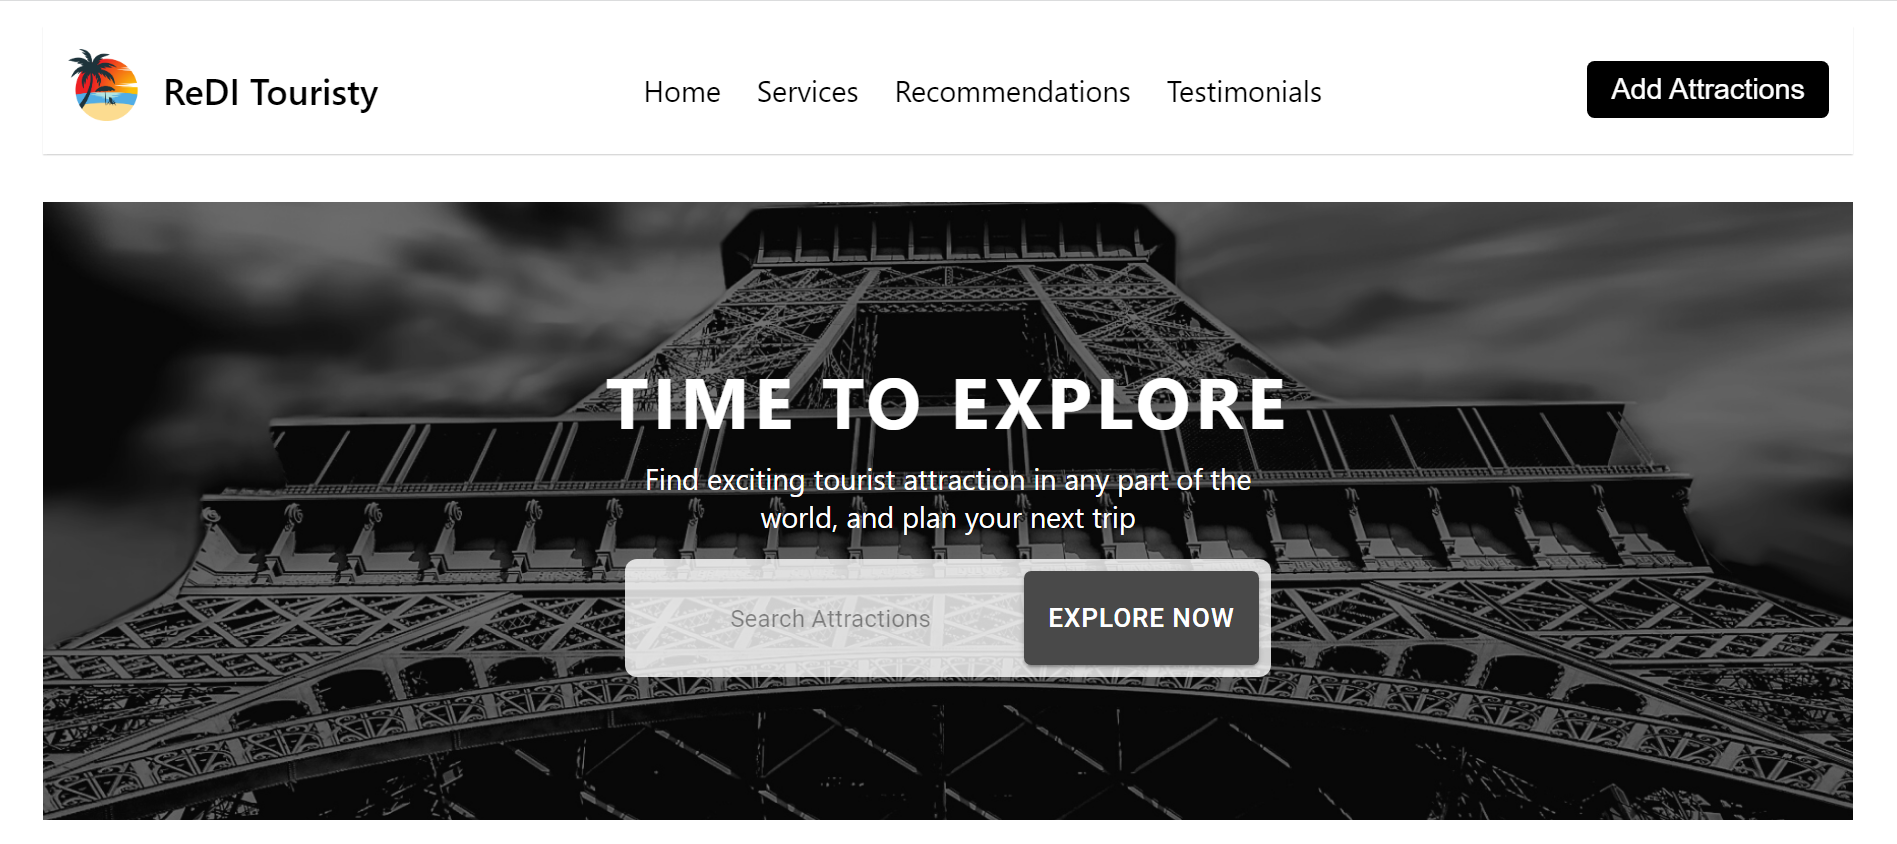 ReDI Touristy
Home Services Recommendations Testimonials
Add Attractions
TIME TO EXPLORE
Find exciting tourist attraction in any part of the
world, and plan your next trip
Search Attractions
EXPLORE NOW